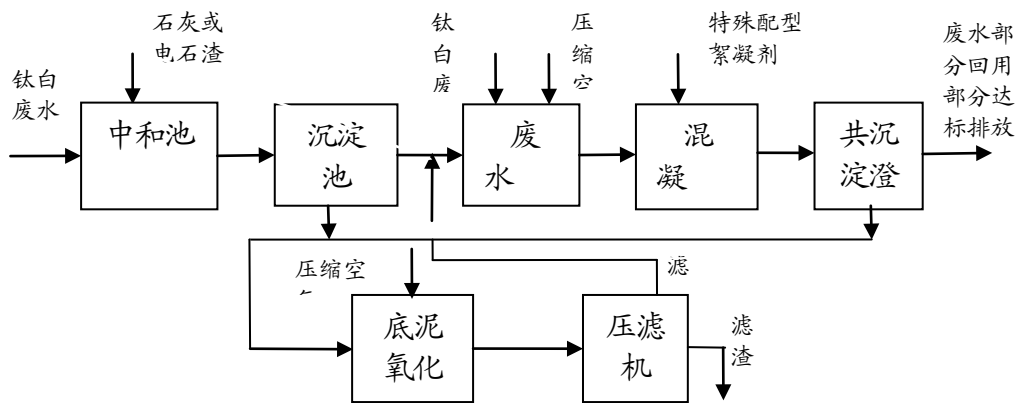 石灰或
电石渣
钛白
废水
中和池
沉淀
池
钛
白
废
压
缩
空
废
水
特殊配型
絮凝剂
混
凝
共沉
淀澄
废水部
分回用
部分达
标排放
压缩空
底泥
氧化
压滤
机
滤
滤
渣